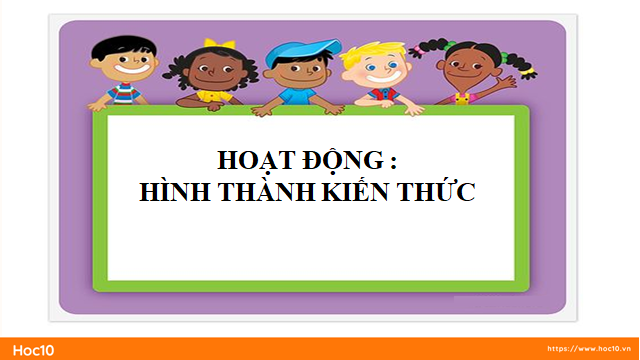 HOẠT ĐỘNG :
HÌNH THÀNH KIẾN THỨC
Hoc10
https://www.hoc10.vn